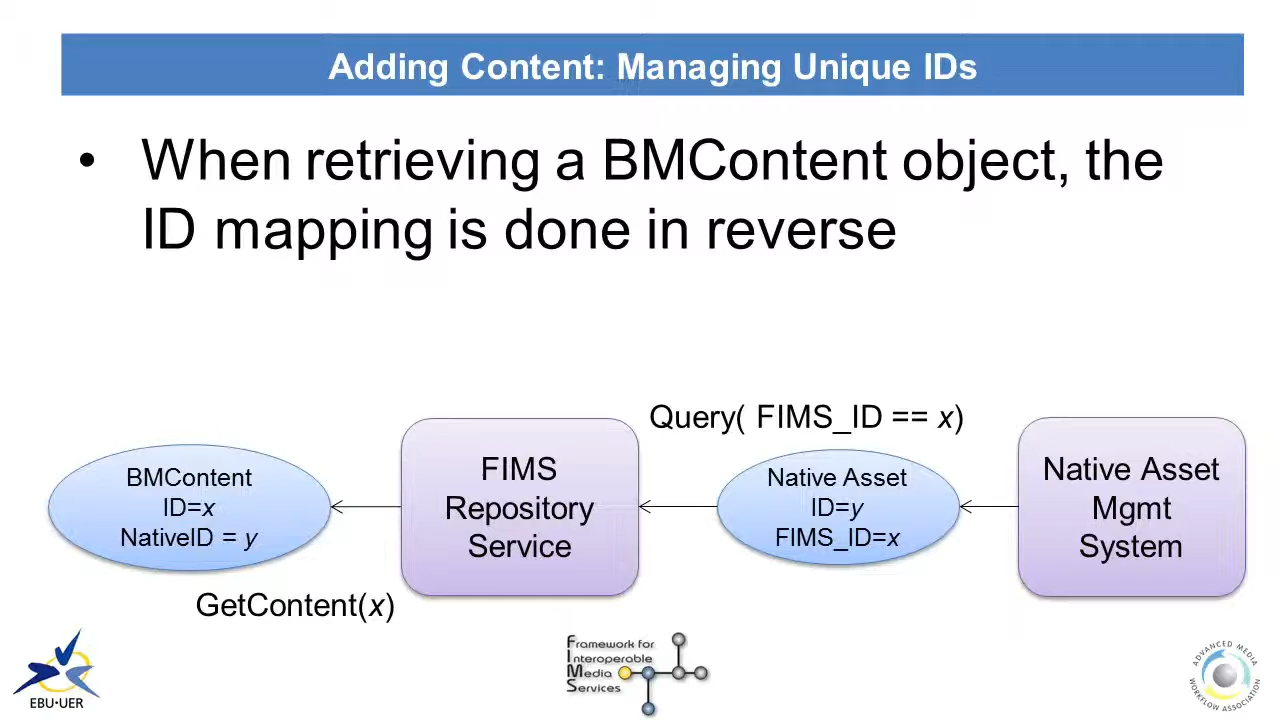 Adding Content: Managing Unique IDs
• When retrieving a BMContent object, the
ID mapping is done in reverse
Query( FIMS_ID == x)
BMContent
ID=x
NativeID = y
FIMS
Repository
Service
Native Asset
ID=y
FIMS_ID=x
Native Asset
Mgmt
System
GetContent(x)
EBU•UER
Framework for
Interoperable
Media
Services
ADVANCED MEDIA
WORKFLOW ASSOCIATION